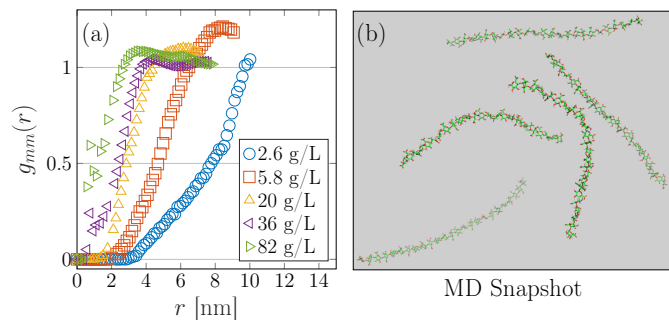 (a)
(b)
1
0.5
0
g_mm(r)
2.6 g/L
5.8 g/L
20 g/L
36 g/L
82 g/L
0 2 4 6 8 10 12 14
r [nm]
MD Snapshot